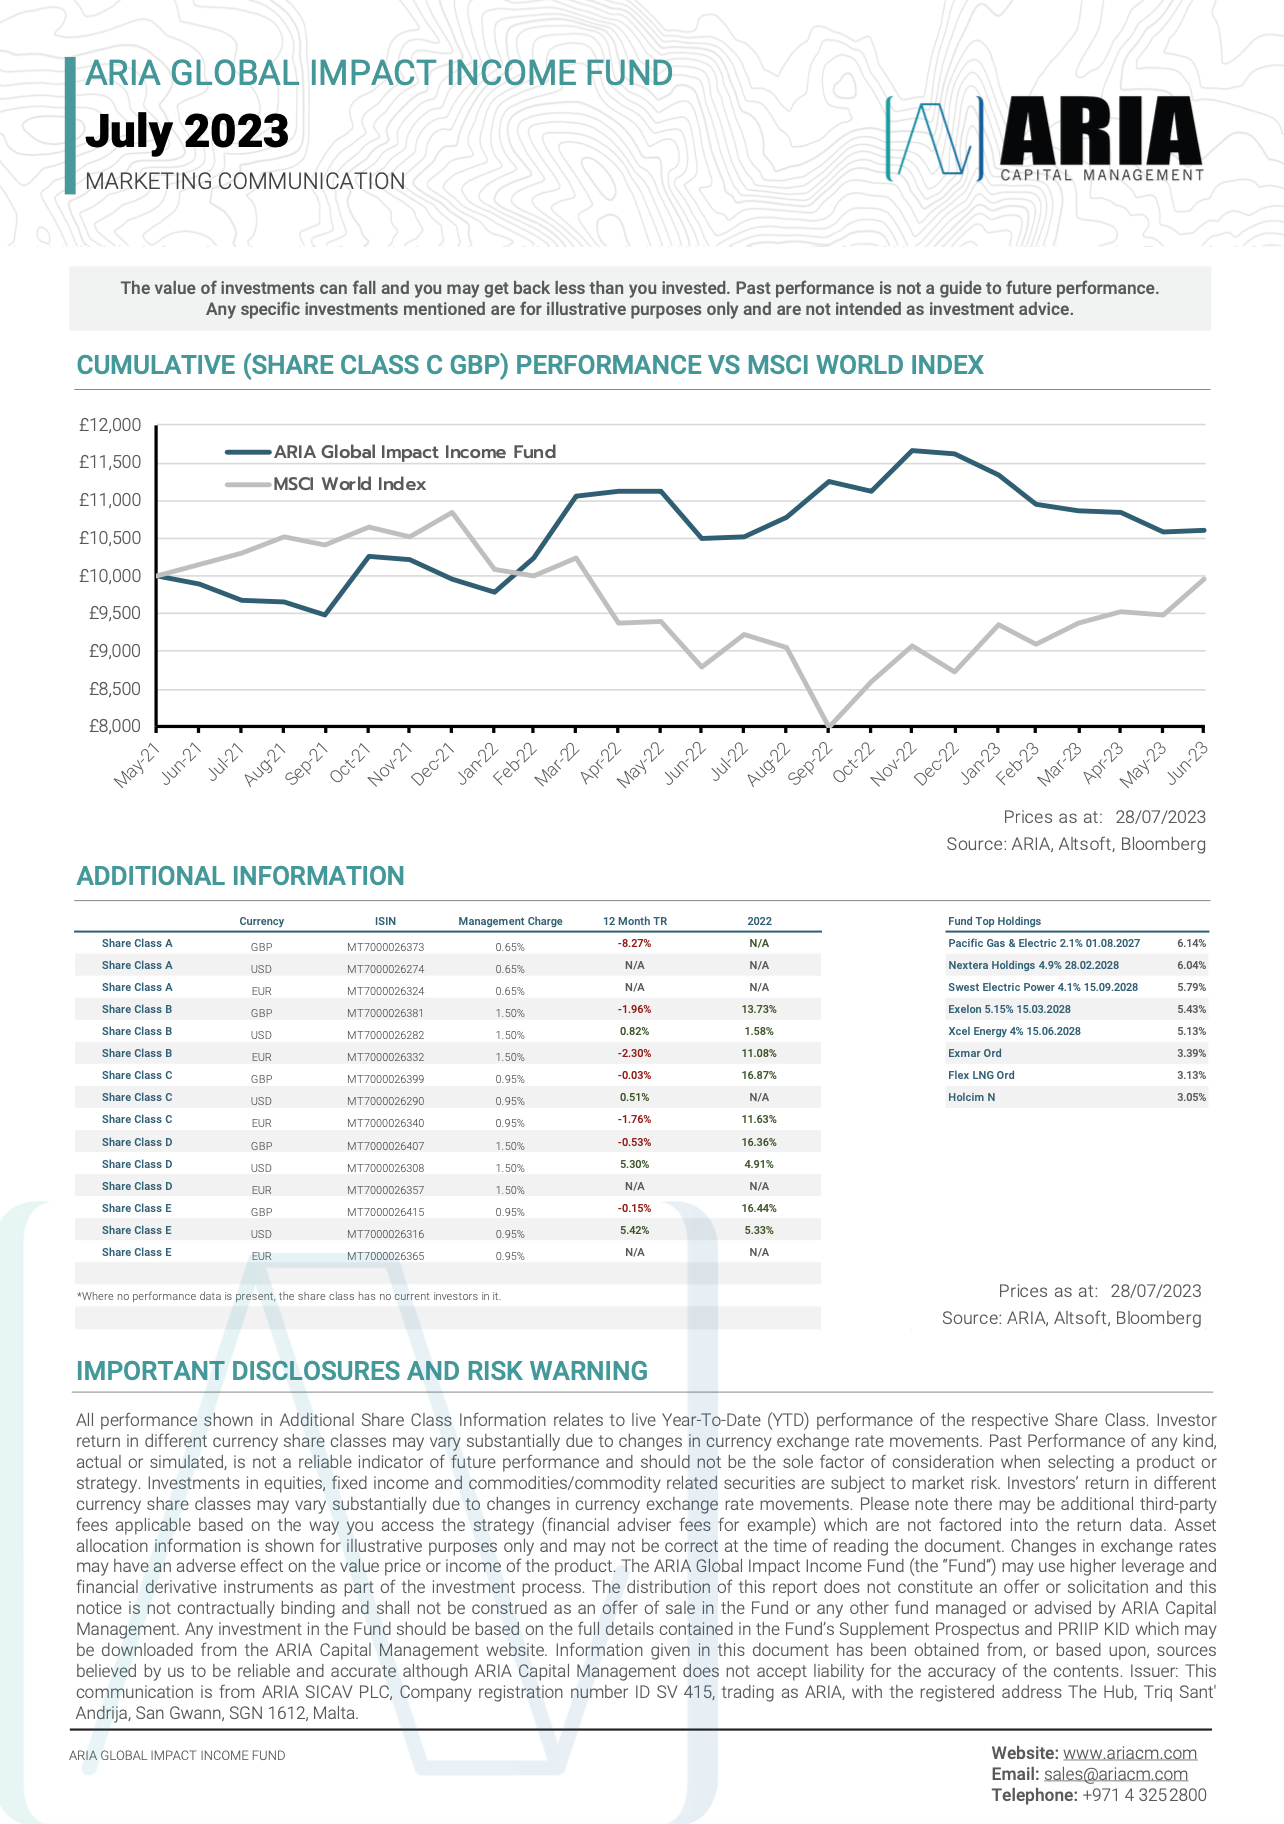 ARIA GLOBAL IMPACT INCOME FUND
July 2023
MARKETING COMMUNICATION
ARIA
CAPITAL MANAGEMENT
The value of investments can fall and you may get back less than you invested. Past performance is not a guide to future performance.
Any specific investments mentioned are for illustrative purposes only and are not intended as investment advice.
CUMULATIVE (SHARE CLASS C GBP) PERFORMANCE VS MSCI WORLD INDEX
£12,000
£11,500
£11,000
£10,500
£10,000
£9,500
£9,000
£8,500
£8,000
ARIA Global Impact Income Fund
MSCI World Index
May-21 Jun-21 Jul-21 Aug-21 Sep-21 Oct-21 Nov-21 Dec-21 Jan-22 Feb-22 Mar-22 Apr-22 May-22 Jun-22 Jul-22 Aug-22 Sep-22 Oct-22 Nov-22 Dec-22 Jan-23 Feb-23 Mar-23 Apr-23 May-23 Jun-23
Prices as at: 28/07/2023
Source: ARIA, Altsoft, Bloomberg
ADDITIONAL INFORMATION
Currency ISIN Management Charge 12 Month TR 2022
Share Class A GBP MT7000026373 0.65% -8.27% N/A
Share Class A USD MT7000026274 0.65% N/A N/A
Share Class A EUR MT7000026324 0.65% N/A N/A
Share Class B GBP MT7000026381 1.50% -1.96% 13.73%
Share Class B USD MT7000026282 1.50% 0.82% 1.58%
Share Class B EUR MT7000026332 1.50% -2.30% 11.08%
Share Class C GBP MT7000026399 0.95% -0.03% 16.87%
Share Class C USD MT7000026290 0.95% 0.51% N/A
Share Class C EUR MT7000026340 0.95% -1.76% 11.63%
Share Class D GBP MT7000026407 1.50% -0.53% 16.36%
Share Class D USD MT7000026308 1.50% 5.30% 4.91%
Share Class D EUR MT7000026357 1.50% N/A N/A
Share Class E GBP MT7000026415 0.95% -0.15% 16.44%
Share Class E USD MT7000026316 0.95% 5.42% 5.33%
Share Class E EUR MT7000026365 0.95% N/A N/A
*Where no performance data is present, the share class has no current investors in it.
Fund Top Holdings
Pacific Gas & Electric 2.1% 01.08.2027 6.14%
Nextera Holdings 4.9% 28.02.2028 6.04%
Swest Electric Power 4.1% 15.09.2028 5.79%
Exelon 5.15% 15.03.2028 5.43%
Xcel Energy 4% 15.06.2028 5.13%
Exmar Ord 3.39%
Flex LNG Ord 3.13%
Holcim N 3.05%
Prices as at: 28/07/2023
Source: ARIA, Altsoft, Bloomberg
IMPORTANT DISCLOSURES AND RISK WARNING
All performance shown in Additional Share Class Information relates to live Year-To-Date (YTD) performance of the respective Share Class. Investor
return in different currency share classes may vary substantially due to changes in currency exchange rate movements. Past Performance of any kind,
actual or simulated, is not a reliable indicator of future performance and should not be the sole factor of consideration when selecting a product or
strategy. Investments in equities, fixed income and commodities/commodity related securities are subject to market risk. Investors’ return in different
currency share classes may vary substantially due to changes in currency exchange rate movements. Please note there may be additional third-party
fees applicable based on the way you access the strategy (financial adviser fees for example) which are not factored into the return data. Asset
allocation information is shown for illustrative purposes only and may not be correct at the time of reading the document. Changes in exchange rates
may have an adverse effect on the value price or income of the product. The ARIA Global Impact Income Fund (the “Fund”) may use higher leverage and
financial derivative instruments as part of the investment process. The distribution of this report does not constitute an offer or solicitation and this
notice is not contractually binding and shall not be construed as an offer of sale in the Fund or any other fund managed or advised by ARIA Capital
Management. Any investment in the Fund should be based on the full details contained in the Fund’s Supplement Prospectus and PRIIP KID which may
be downloaded from the ARIA Capital Management website. Information given in this document has been obtained from, or based upon, sources
believed by us to be reliable and accurate although ARIA Capital Management does not accept liability for the accuracy of the contents. Issuer: This
communication is from ARIA SICAV PLC, Company registration number ID SV 415, trading as ARIA, with the registered address The Hub, Triq Sant'
Andrija, San Gwann, SGN 1612, Malta.
ARIA GLOBAL IMPACT INCOME FUND
Website: www.ariacm.com
Email: sales@ariacm.com
Telephone: +971 4 325 2800